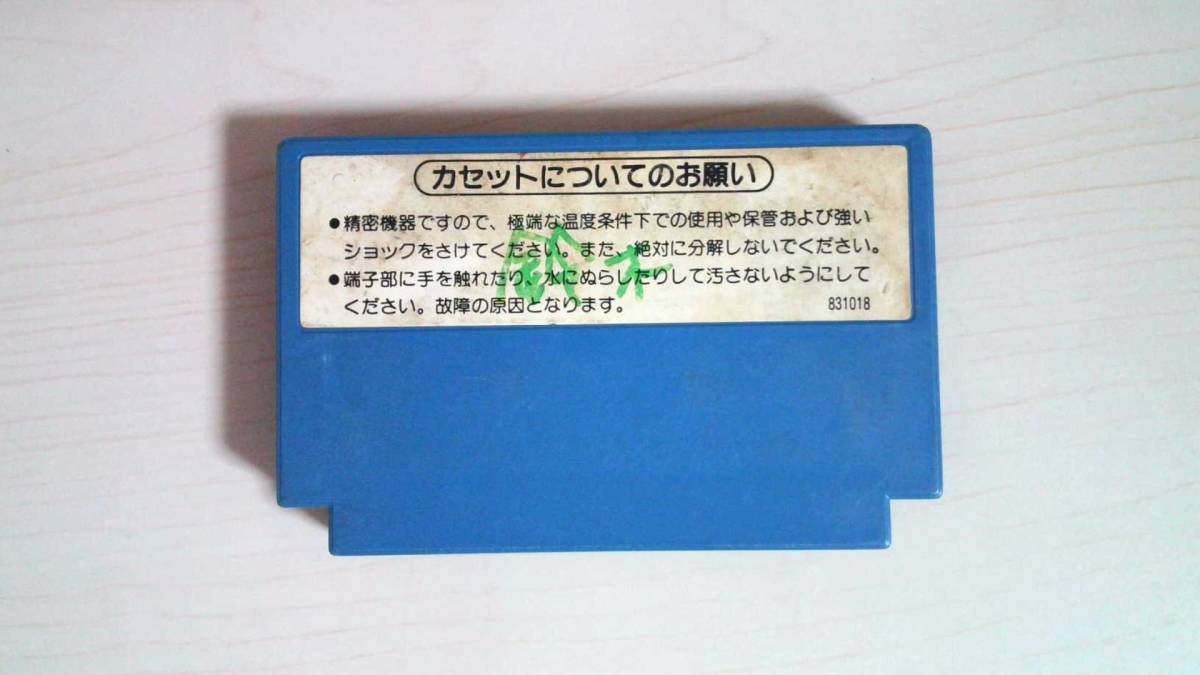 カセットについてのお願い
●精密機器ですので、極端な温度条件下での使用や保管および強い
ショックをさけてください。また、絶対に分解しないでください。
●端子部に手を触れたり、水にぬらしたりして汚さないようにして
ください。故障の原因となります。
831018
鈴木